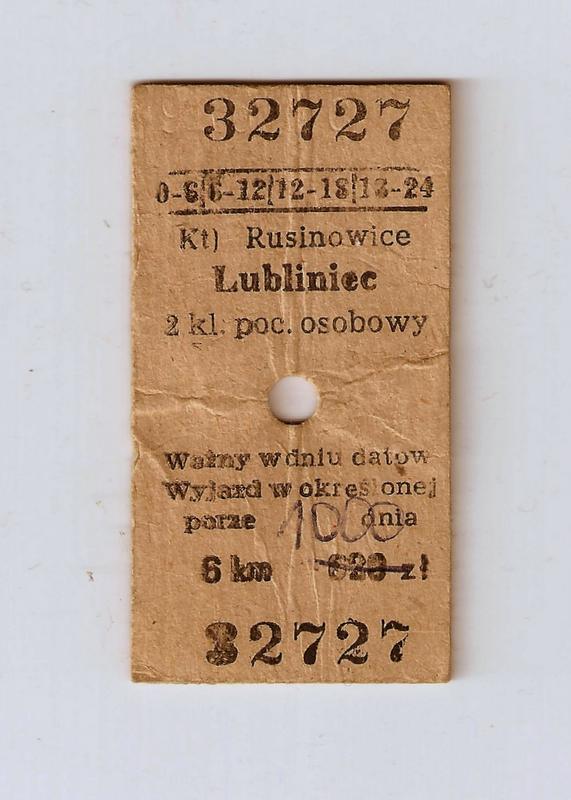 32727
0-6|6-12|12-18|18-24
Kt) Rusinowice
Lubliniec
2 kl. poc. osobowy
Ważny w dniu datow
Wyjazd w określonej
porze dnia
1000
6 km 620 zł
32727